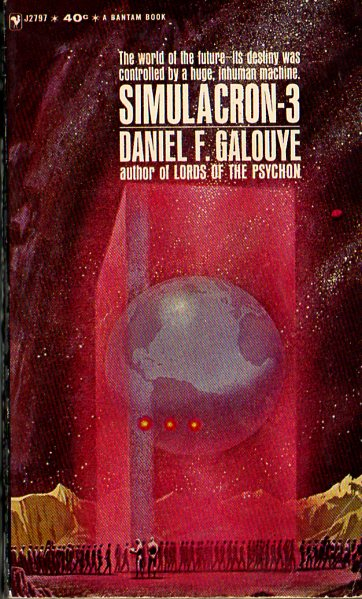 J2797 * 40¢ * A BANTAM BOOK
The world of the future—its destiny was
controlled by a huge, inhuman machine.
SIMULACRON-3
DANIEL F. GALOUYE
author of LORDS OF THE PSYCHON